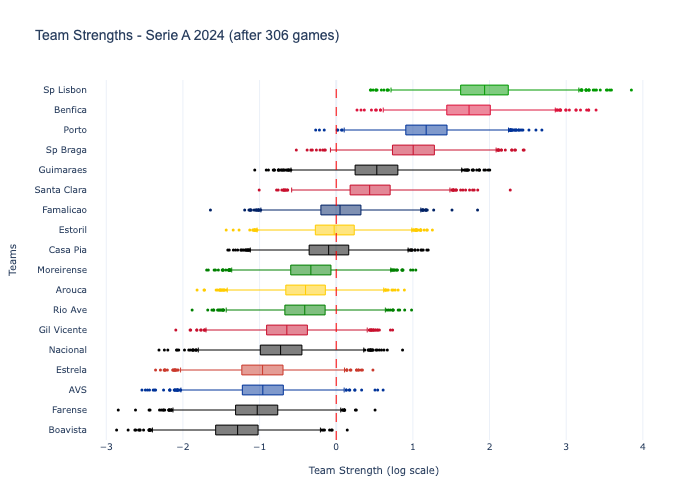 Team Strengths - Serie A 2024 (after 306 games)
Sp Lisbon
Benfica
Porto
Sp Braga
Guimaraes
Santa Clara
Famalicao
Estoril
Casa Pia
Moreirense
Arouca
Rio Ave
Gil Vicente
Nacional
Estrela
AVS
Farense
Boavista
Teams
−3 −2 −1 0 1 2 3 4
Team Strength (log scale)